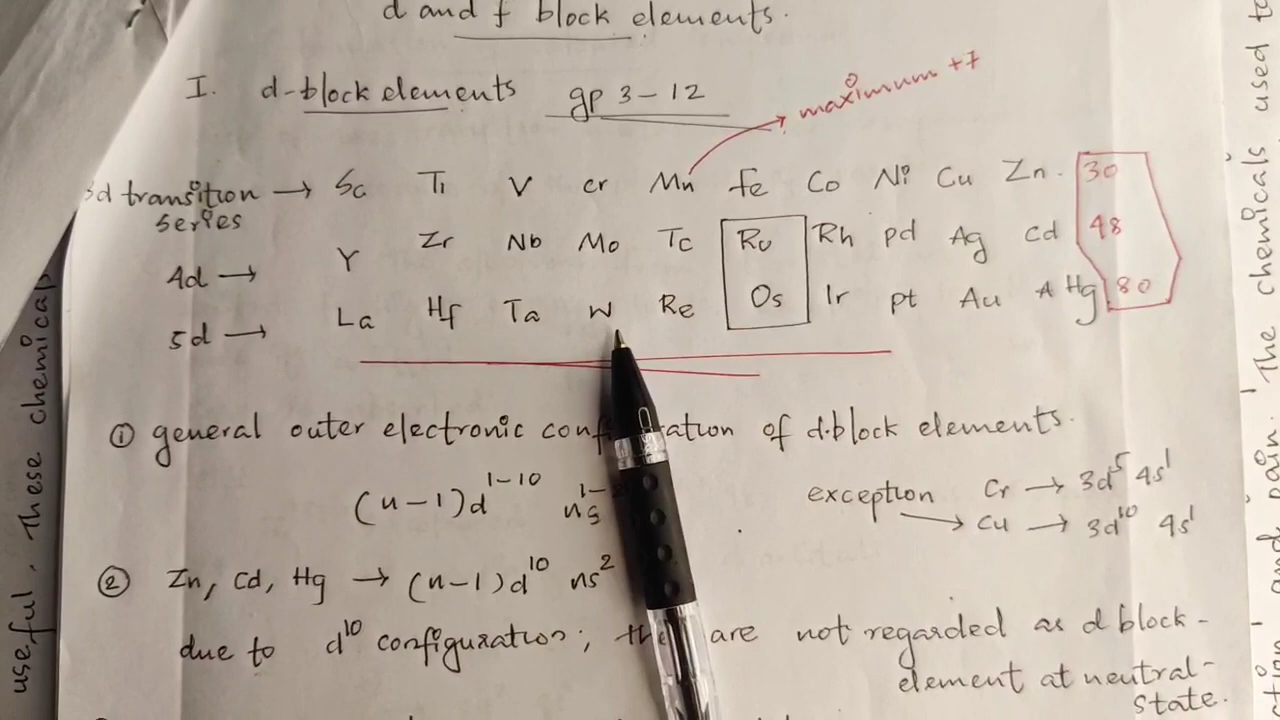 d and f block elements.
I. d-block elements gp 3-12
maximum +7
3d transition series → Sc Ti V cr Mn Fe Co Ni Cu Zn. 30
4d → Y Zr Nb Mo Tc Ru Rh pd Ag Cd 48
5d → La Hf Ta W Re Os Ir pt Au Hg 80
① general outer electronic of d.block elements.
(n-1)d¹⁻¹⁰
exception Cr → 3d⁵ 4s¹
→ Cu → 3d¹⁰ 4s¹
② Zn, Cd, Hg → (n-1)d¹⁰ ns²
due to d¹⁰ configuration; are not regarded as d block-
element at neutral-
state.
useful. These chemicals
The chemicals used to